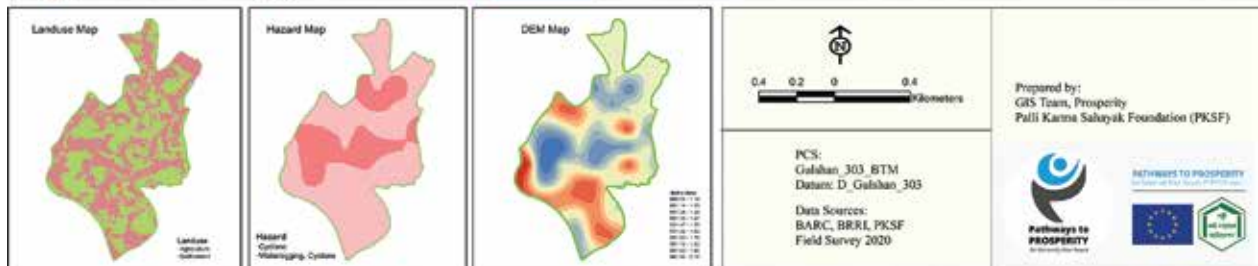 Landuse Map
Landuse
Hazard Map
Hazard
Cyclone
Waterlogging, Cyclone
DEM Map
N
0.4 0.2 0 0.4
Kilometers
PCS:
Gulshan_303_BTM
Datum: D_Gulshan_303
Data Sources:
BARC, BRRI, PKSF
Field Survey 2020
Prepared by:
GIS Team, Prosperity
Palli Karma Sahayak Foundation (PKSF)
Pathways to
PROSPERITY
PATHWAYS TO PROSPERITY